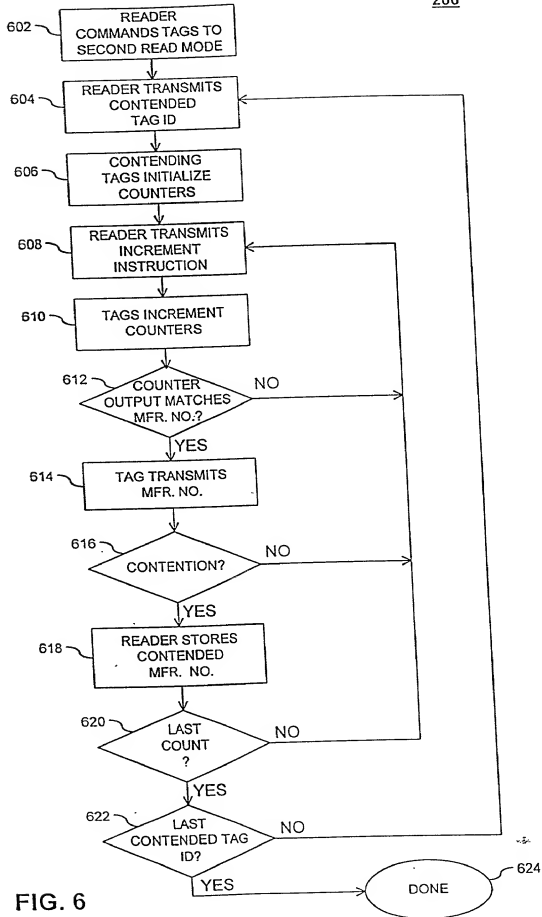 206
602
READER
COMMANDS TAGS TO
SECOND READ MODE
604
READER TRANSMITS
CONTENDED
TAG ID
606
CONTENDING
TAGS INITIALIZE
COUNTERS
608
READER TRANSMITS
INCREMENT
INSTRUCTION
610
TAGS INCREMENT
COUNTERS
612
COUNTER
OUTPUT MATCHES
MFR. NO.?
NO
YES
614
TAG TRANSMITS
MFR. NO.
616
CONTENTION?
NO
YES
618
READER STORES
CONTENDED
MFR. NO.
620
LAST
COUNT
?
NO
YES
622
LAST
CONTENDED TAG
ID?
NO
YES
DONE
624
FIG. 6